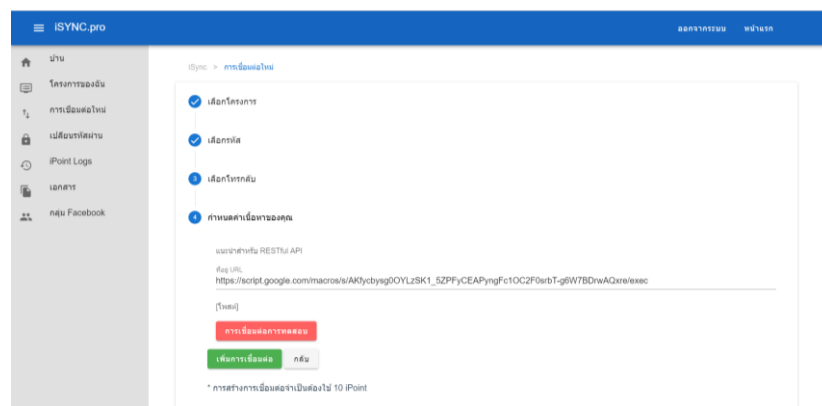 iSYNC.pro
ออกจากระบบ หน้าแรก
บ้าน
โครงการของฉัน
การเชื่อมต่อใหม่
เปลี่ยนรหัสผ่าน
iPoint Logs
เอกสาร
กลุ่ม Facebook
iSync > การเชื่อมต่อใหม่
เลือกโครงการ
เลือกรหัส
3 เลือกโทรกลับ
4 กำหนดค่าเนื้อหาของคุณ
แนะนำสำหรับ RESTful API
ที่อยู่ URL
https://script.google.com/macros/s/AKfycbysg0OYLzSK1_5ZPFyCEAPyngFc1OC2F0srbT-g6W7BDrwAQxre/exec
[โพสต์]
การเชื่อมต่อการทดสอบ
เพิ่มการเชื่อมต่อ กลับ
* การสร้างการเชื่อมต่อจำเป็นต้องใช้ 10 iPoint